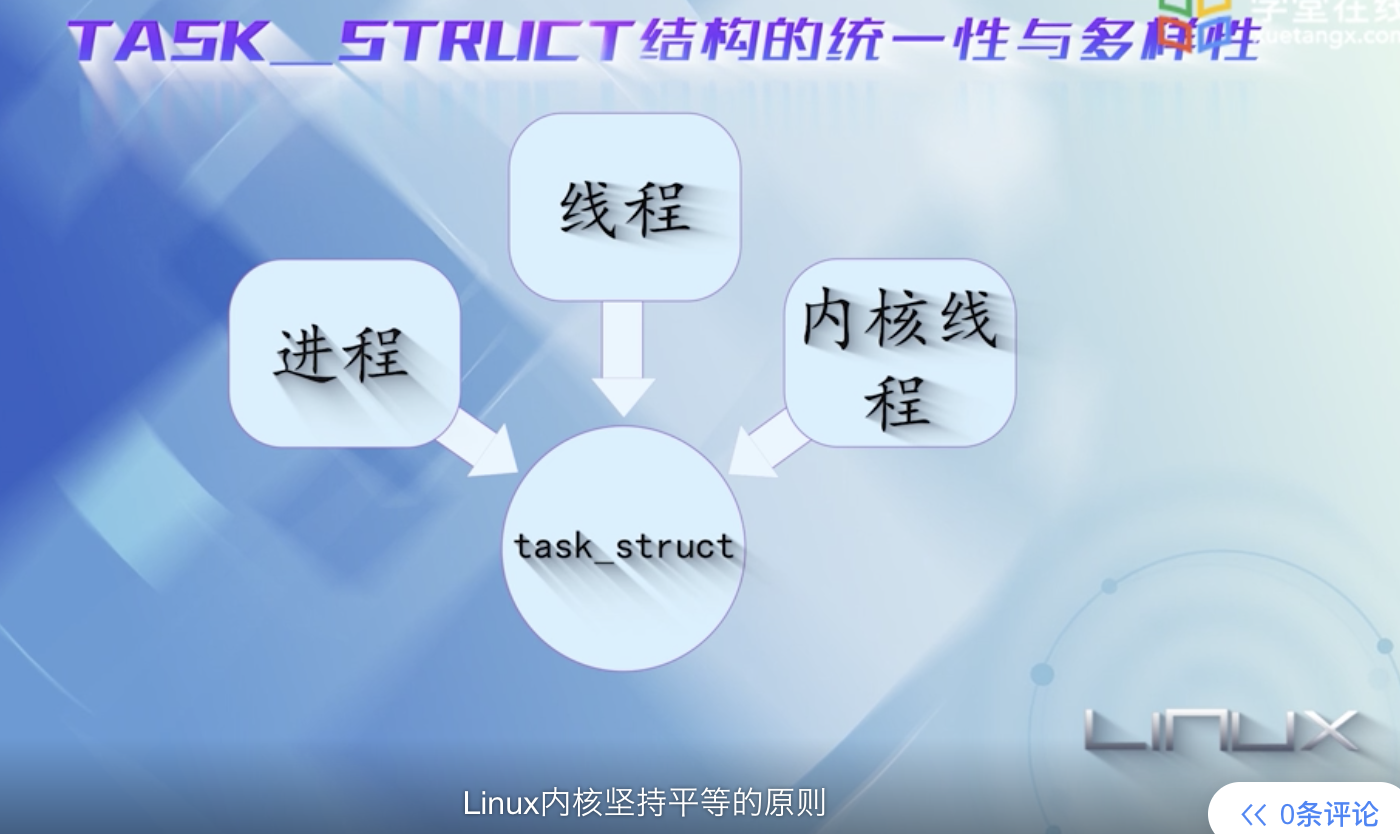 TASK_STRUCT结构的统一性与多样性
学堂在线
xuetangx.com
线程
进程
内核线
程
task_struct
LINUX
Linux内核坚持平等的原则
<< 0条评论